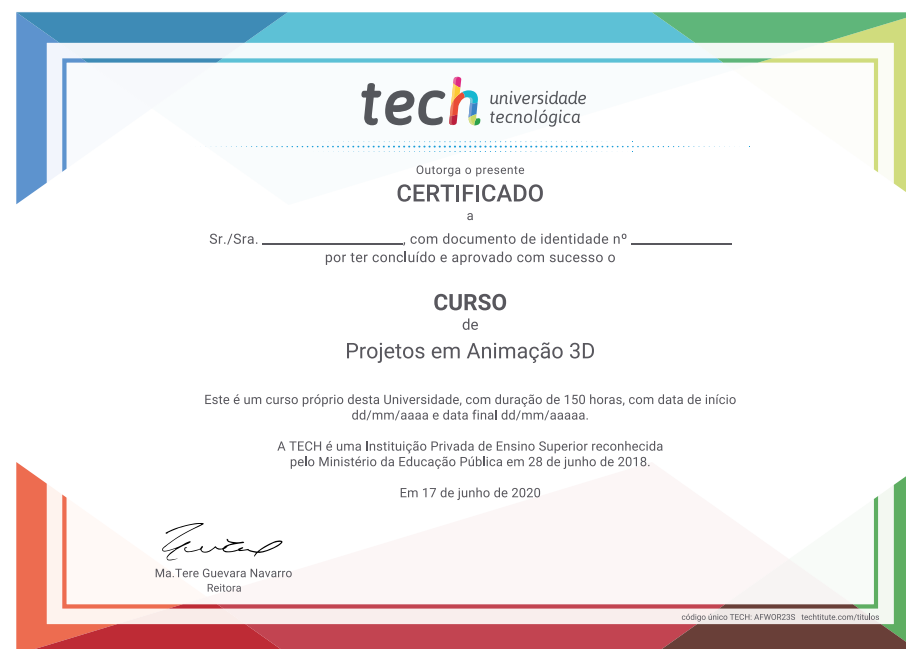 tech universidade
tecnológica
Outorga o presente
CERTIFICADO
a
Sr./Sra. ____________________, com documento de identidade nº ______________
por ter concluído e aprovado com sucesso o
CURSO
de
Projetos em Animação 3D
Este é um curso próprio desta Universidade, com duração de 150 horas, com data de início
dd/mm/aaaa e data final dd/mm/aaaaa.
A TECH é uma Instituição Privada de Ensino Superior reconhecida
pelo Ministério da Educação Pública em 28 de junho de 2018.
Em 17 de junho de 2020
Ma.Tere Guevara Navarro
Reitora
código único TECH: AFWOR23S techtitute.com/titulos